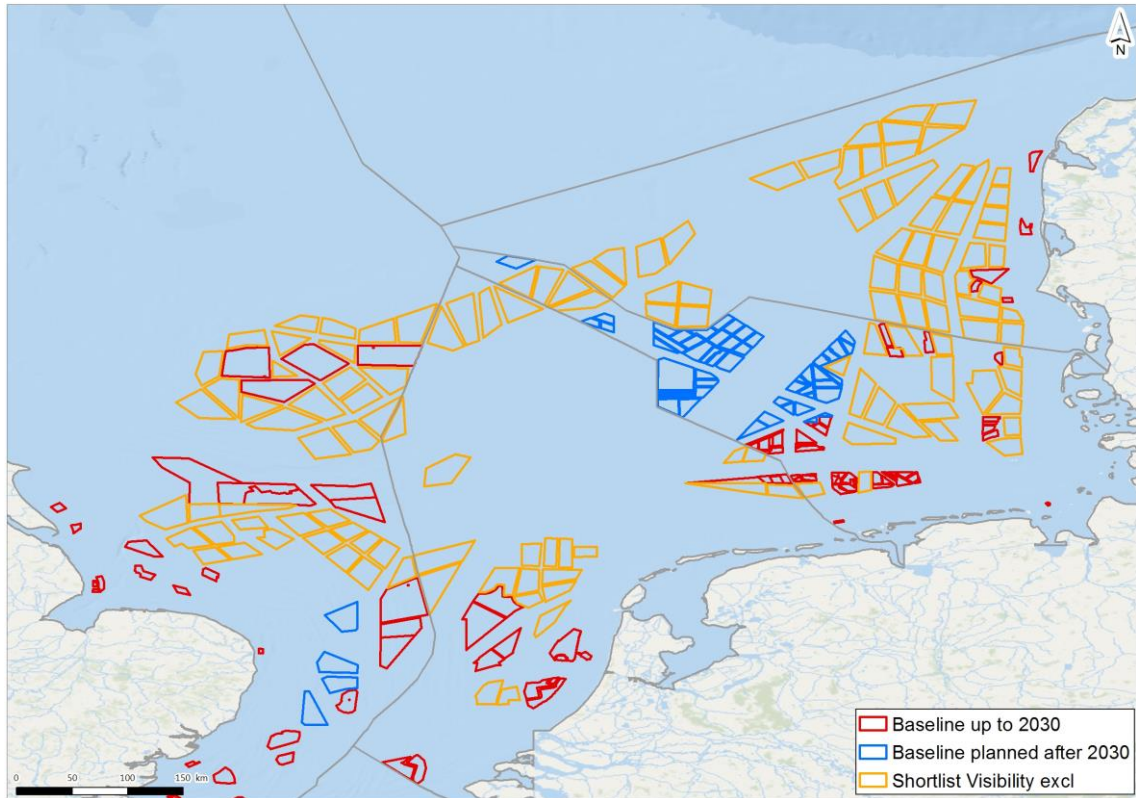 N
Baseline up to 2030
Baseline planned after 2030
Shortlist Visibility excl
0 50 100 150 km